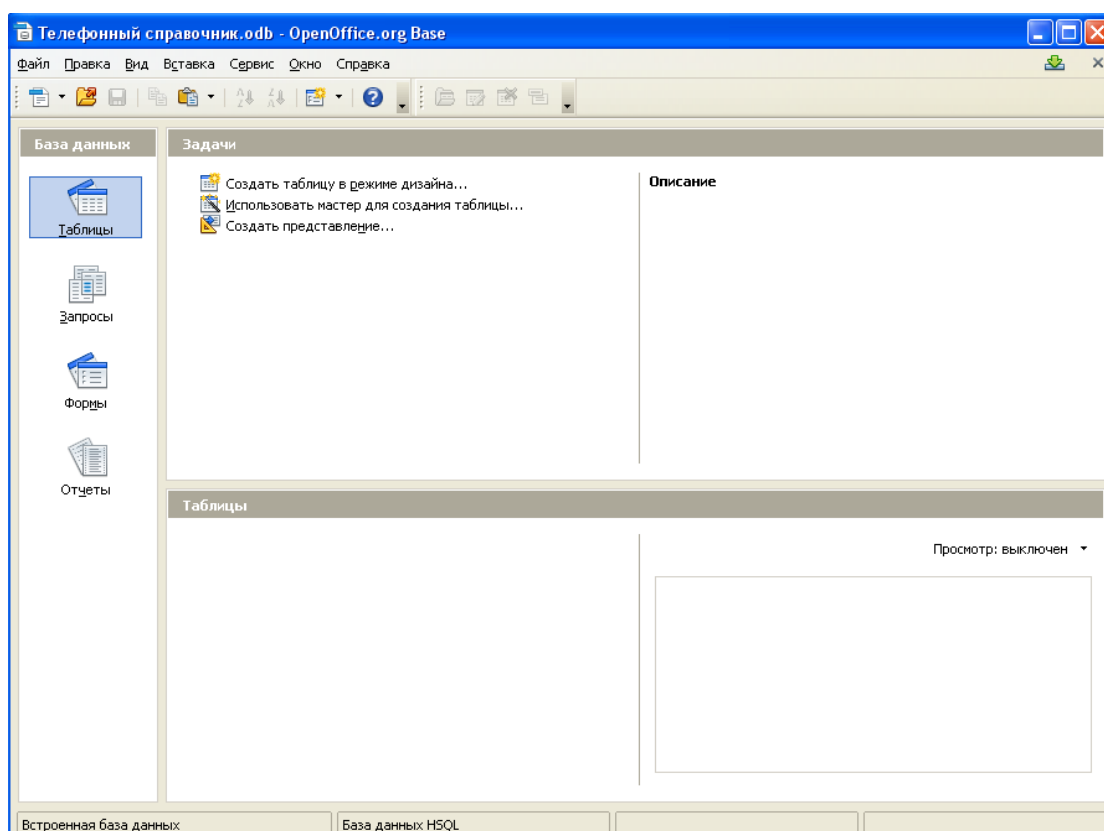 Телефонный справочник.odb - OpenOffice.org Base
Файл Правка Вид Вставка Сервис Окно Справка
База данных
Задачи
Таблицы
Запросы
Формы
Отчеты
Создать таблицу в режиме дизайна...
Использовать мастер для создания таблицы...
Создать представление...
Описание
Таблицы
Просмотр: выключен
Встроенная база данных
База данных HSQL